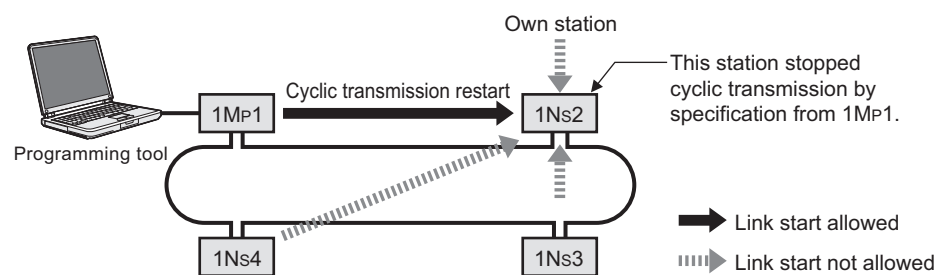 Own station
This station stopped
cyclic transmission by
specification from 1MP1.
Cyclic transmission restart
1MP1
1NS2
Programming tool
1NS4
1NS3
Link start allowed
Link start not allowed